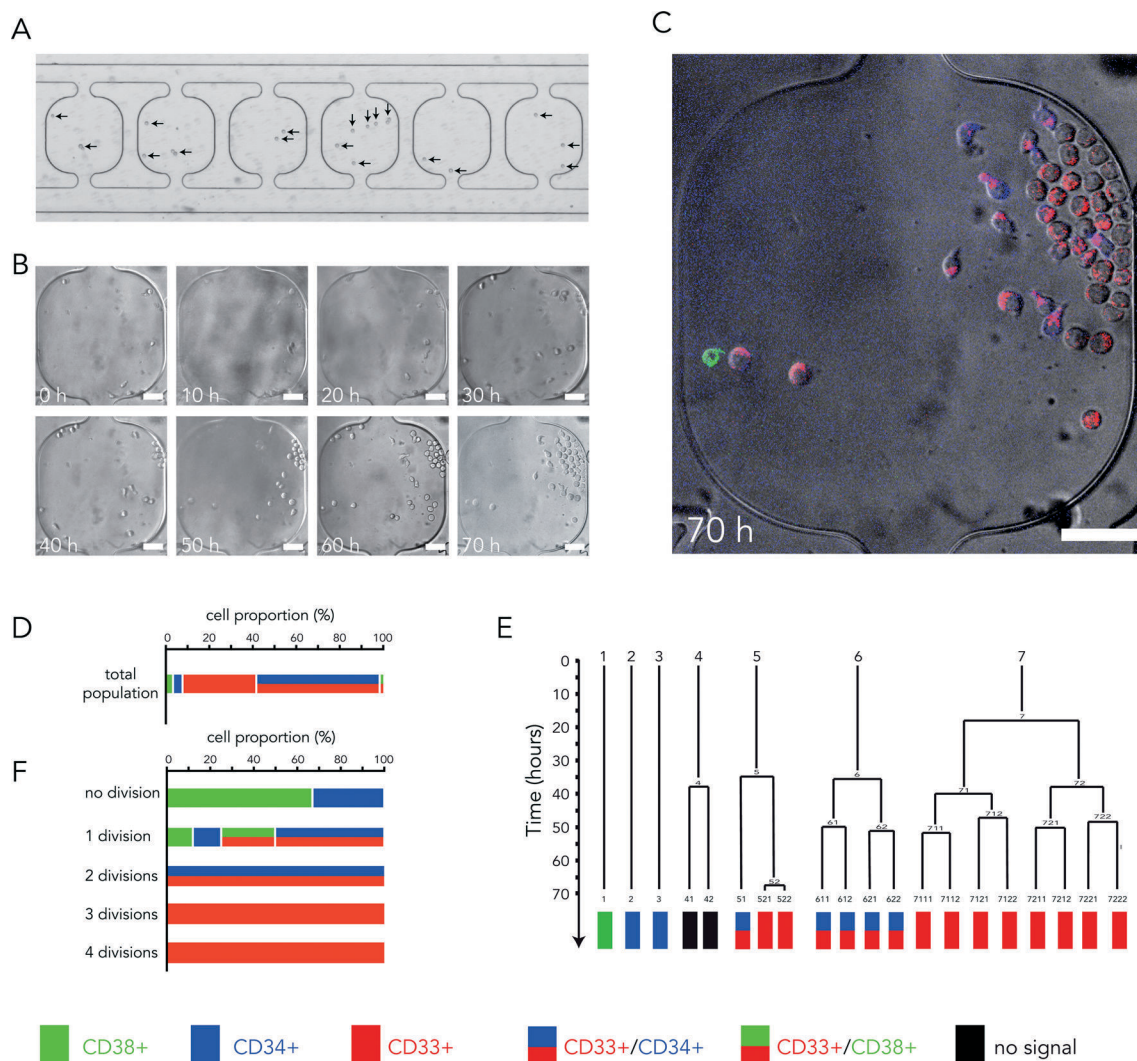 A
B
0 h
10 h
20 h
30 h
40 h
50 h
60 h
70 h
C
70 h
D
cell proportion (%)
0 20 40 60 80 100
total
population
F
cell proportion (%)
0 20 40 60 80 100
no division
1 division
2 divisions
3 divisions
4 divisions
E
Time (hours)
0
10
20
30
40
50
60
70
1 2 3 4 5 6 7
7
5
6
4
71
72
61
62
711
712
721
722
52
1 2 3 41 42 51 521 522 611 612 621 622 7111 7112 7121 7122 7211 7212 7221 7222
CD38+
CD34+
CD33+
CD33+/CD34+
CD33+/CD38+
no signal